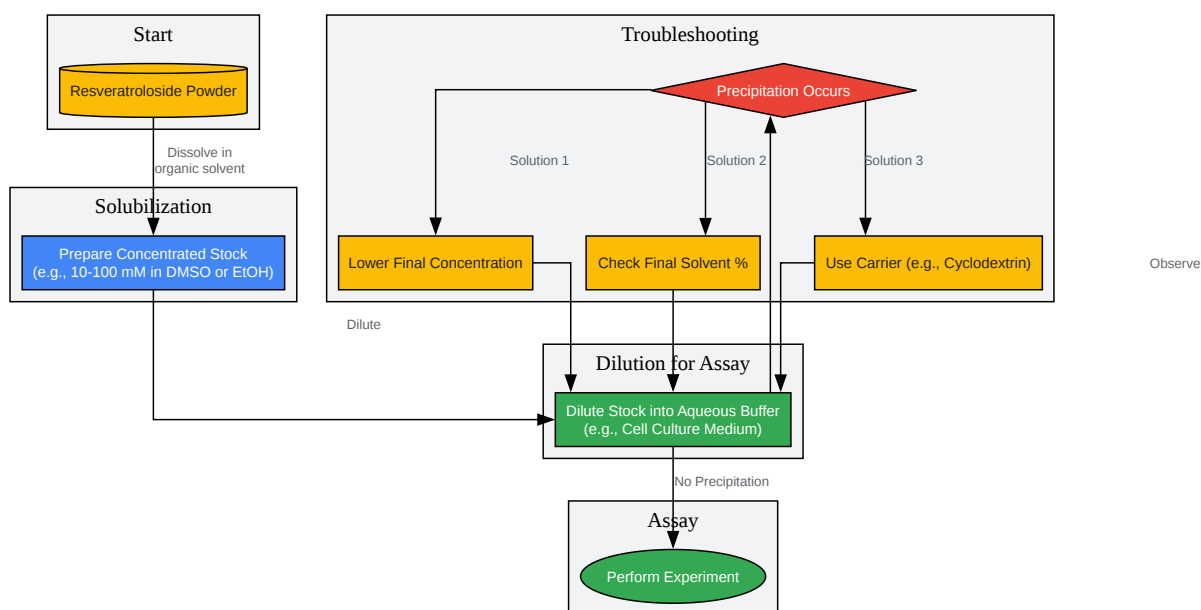 Start
Resveratroloside Powder
Dissolve in
organic solvent
Solubilization
Prepare Concentrated Stock
(e.g., 10-100 mM in DMSO or EtOH)
Troubleshooting
Precipitation Occurs
Solution 1
Solution 2
Solution 3
Lower Final Concentration
Check Final Solvent %
Use Carrier (e.g., Cyclodextrin)
Observe
Dilute
Dilution for Assay
Dilute Stock into Aqueous Buffer
(e.g., Cell Culture Medium)
No Precipitation
Assay
Perform Experiment